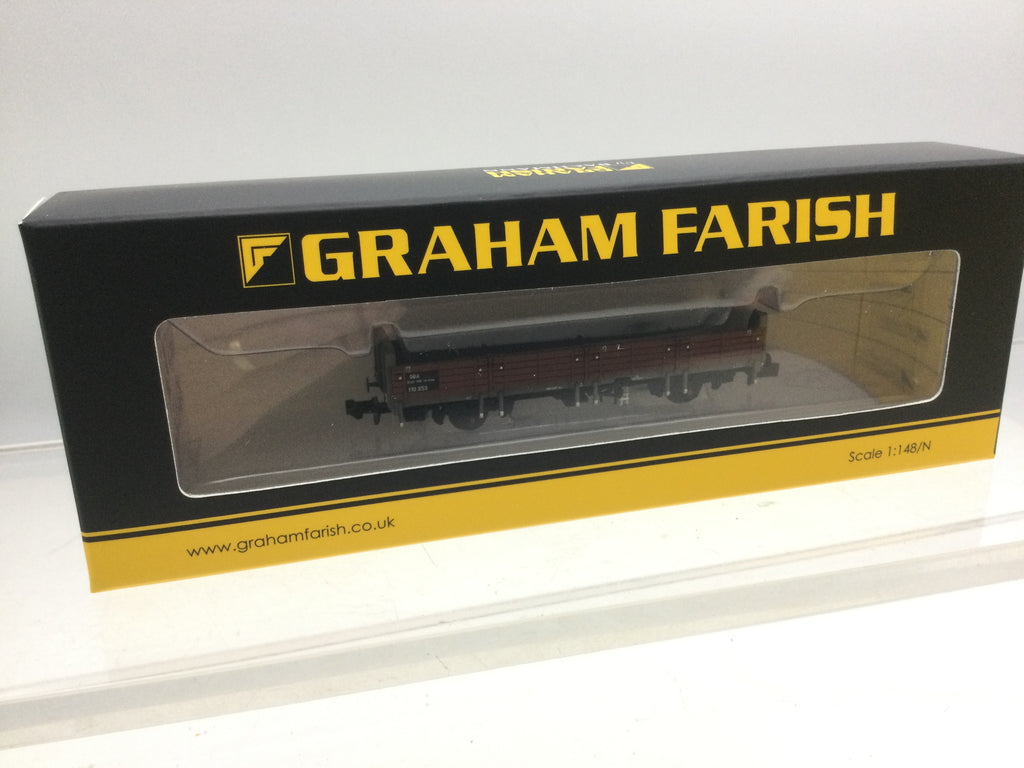 GRAHAM FARISH
www.grahamfarish.co.uk
Scale 1:148/N